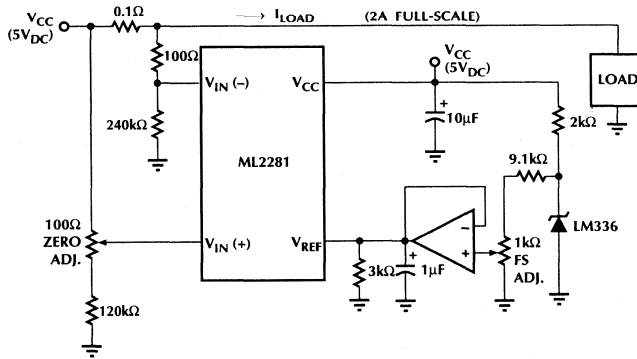 VCC
(5VDC)
0.1Ω
ILOAD
(2A FULL-SCALE)
100Ω
VIN (−)
240kΩ
VCC
ML2281
VCC
(5VDC)
+
10µF
LOAD
2kΩ
9.1kΩ
100Ω
ZERO
ADJ.
VIN (+)
VREF
3kΩ
+
1µF
−
+
1kΩ
FS
ADJ.
LM336
120kΩ